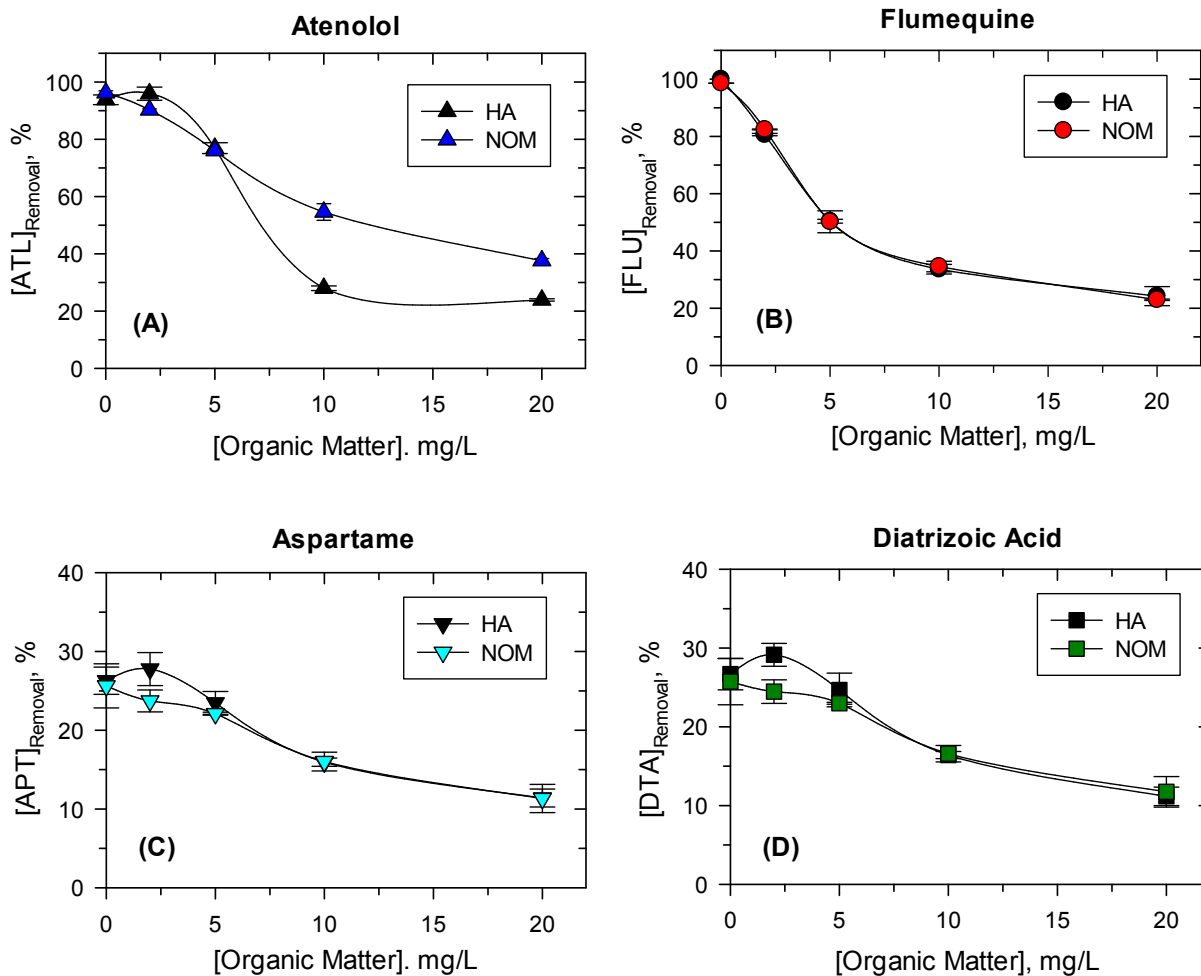 Atenolol
[ATL]Removal, %
100
80
60
40
20
0
HA
NOM
(A)
0 5 10 15 20
[Organic Matter]. mg/L
Flumequine
[FLU]Removal, %
100
80
60
40
20
0
HA
NOM
(B)
0 5 10 15 20
[Organic Matter], mg/L
Aspartame
[APT]Removal, %
40
30
20
10
0
HA
NOM
(C)
0 5 10 15 20
[Organic Matter]. mg/L
Diatrizoic Acid
[DTA]Removal, %
40
30
20
10
0
HA
NOM
(D)
0 5 10 15 20
[Organic Matter], mg/L